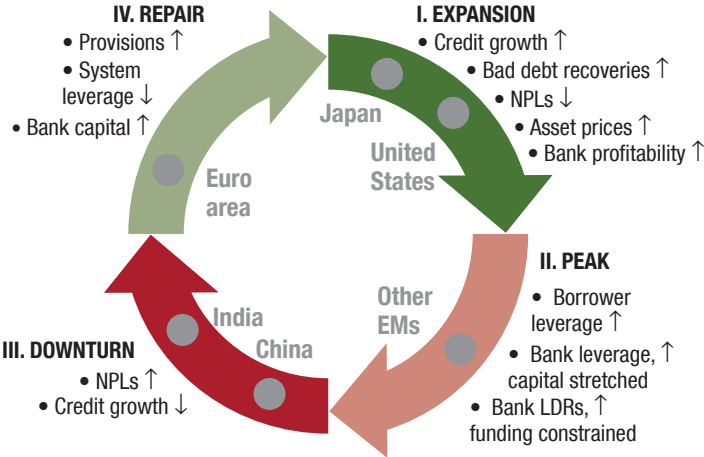 IV. REPAIR
• Provisions ↑
• System
leverage ↓
• Bank capital ↑
I. EXPANSION
• Credit growth ↑
• Bad debt recoveries ↑
• NPLs ↓
• Asset prices ↑
• Bank profitability ↑
Japan
United
States
Euro
area
II. PEAK
• Borrower
leverage ↑
• Bank leverage, ↑
capital stretched
• Bank LDRs, ↑
funding constrained
Other
EMs
India
China
III. DOWNTURN
• NPLs ↑
• Credit growth ↓